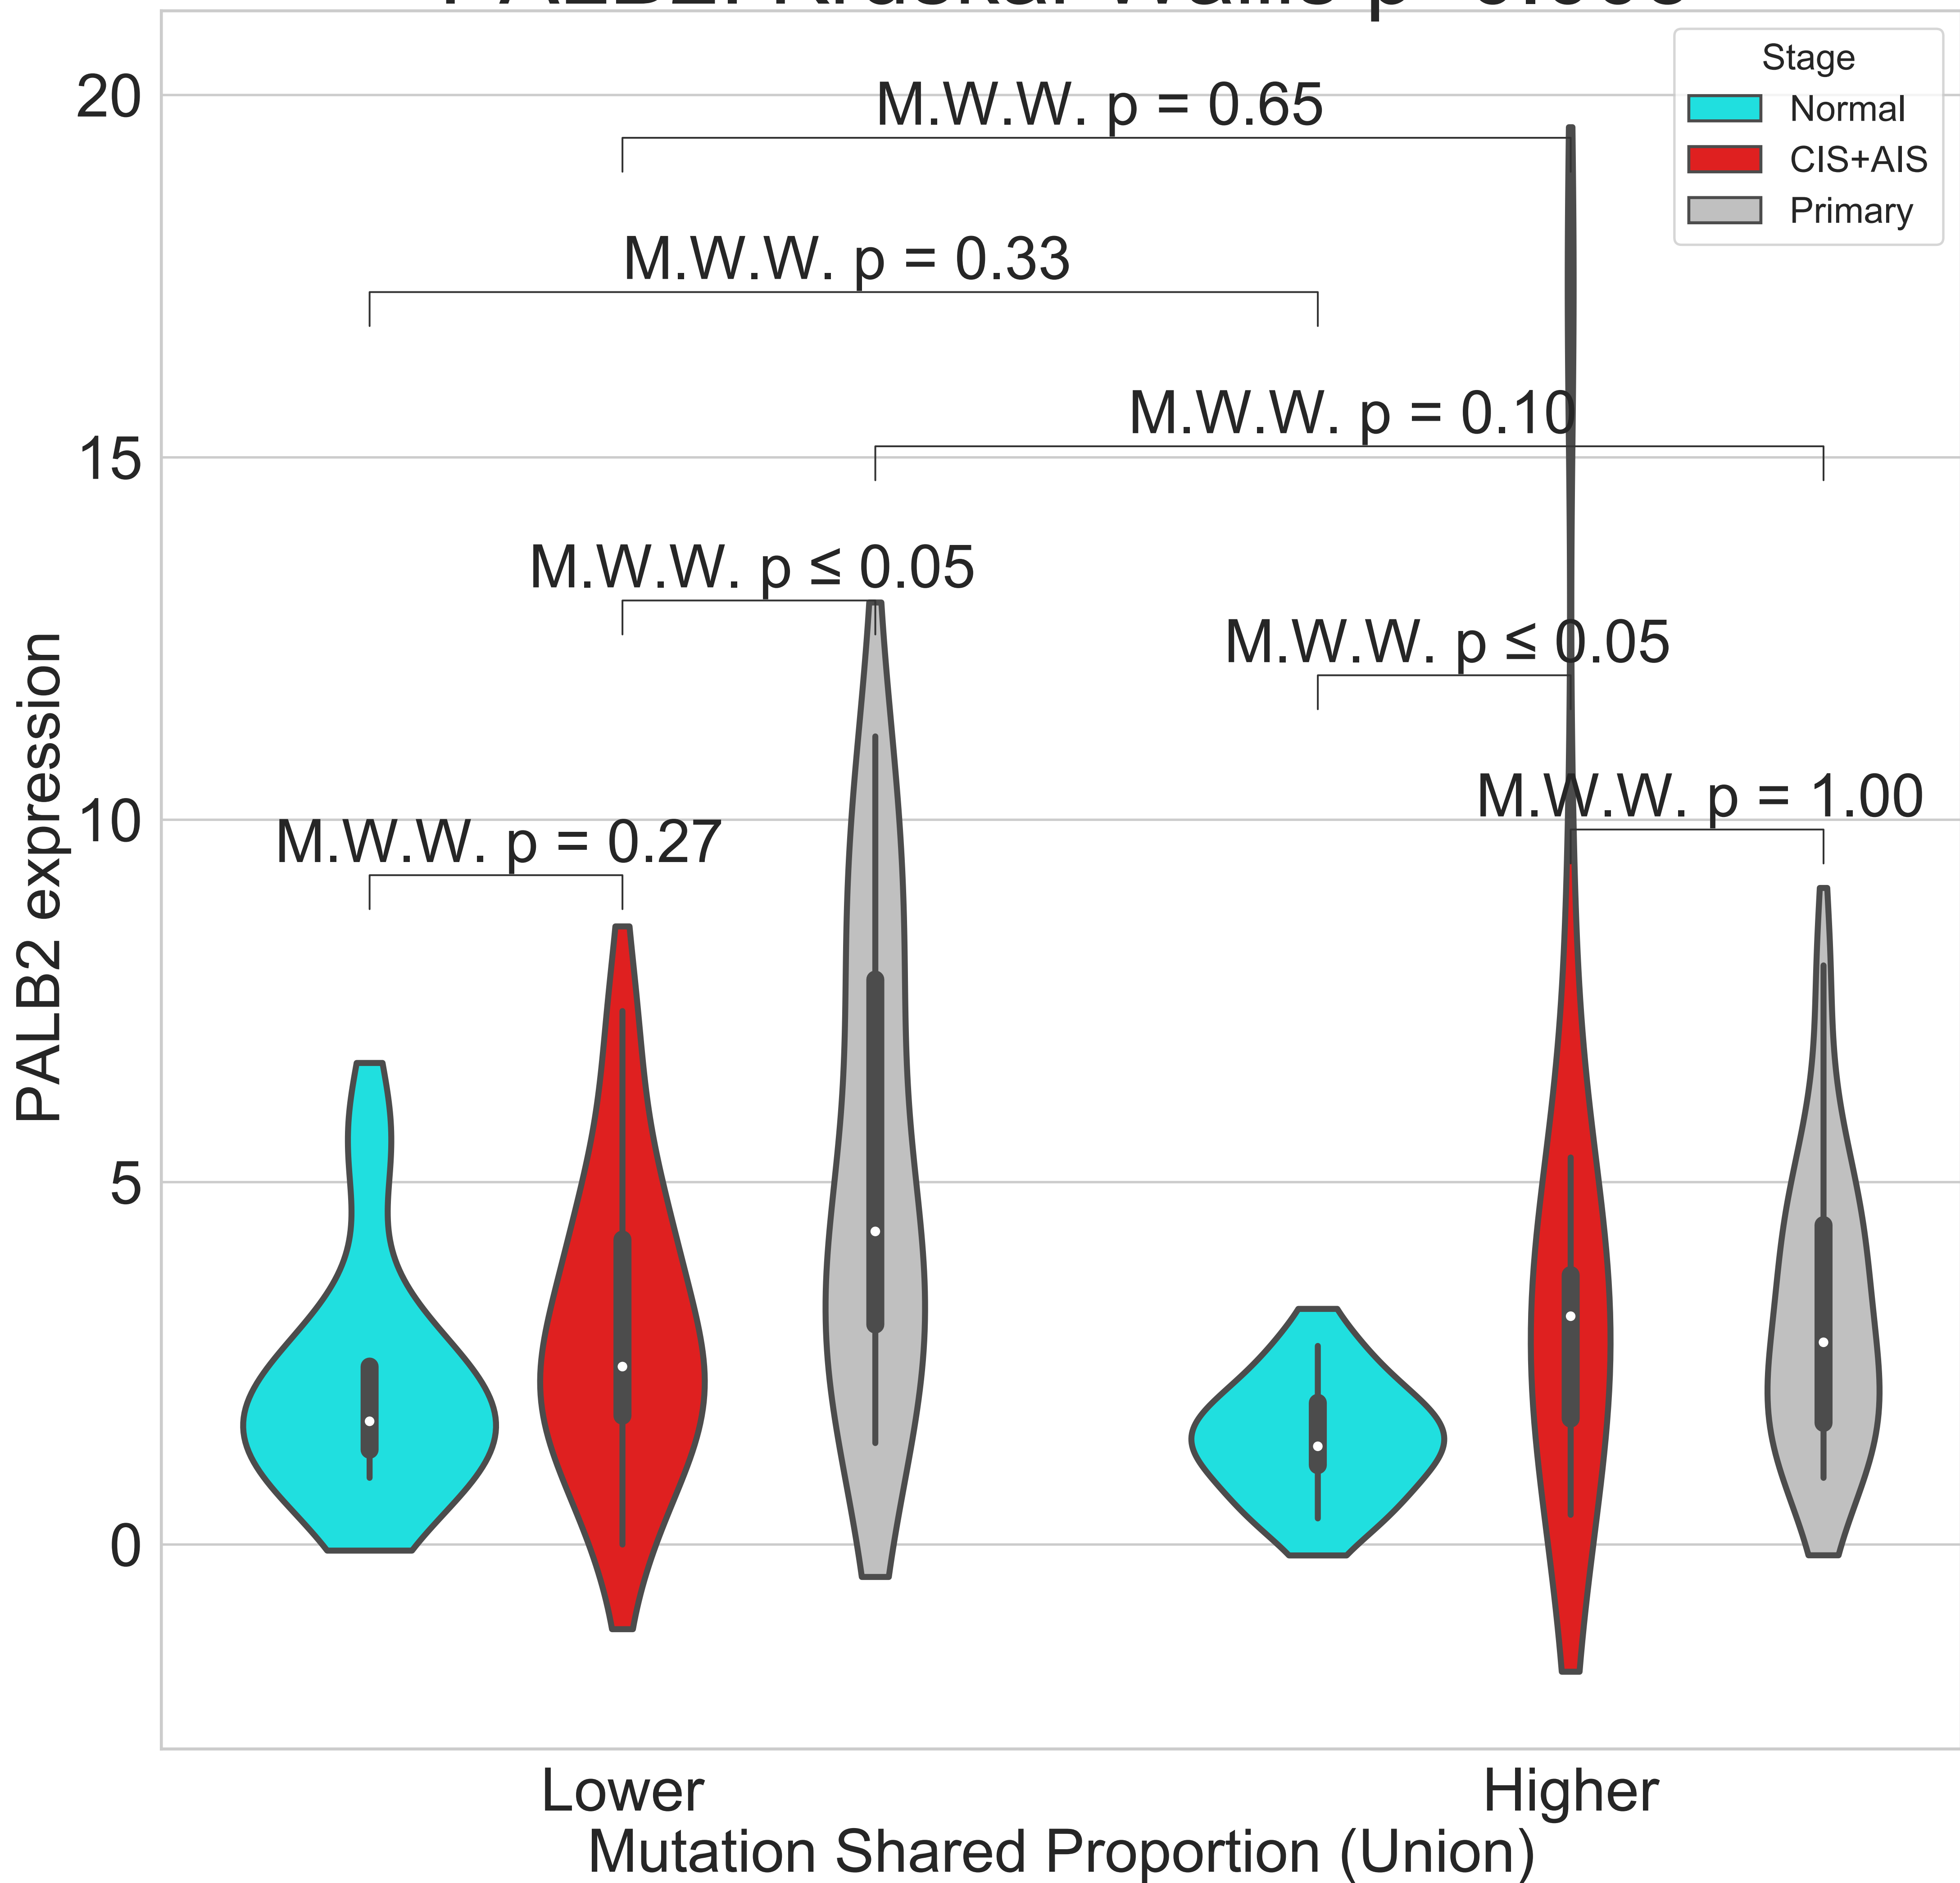 20
15
10
5
0
PALB2 expression
M.W.W. p = 0.65
M.W.W. p = 0.33
M.W.W. p = 0.10
M.W.W. p ≤ 0.05
M.W.W. p ≤ 0.05
M.W.W. p = 1.00
M.W.W. p = 0.27
Stage
Normal
CIS+AIS
Primary
Lower
Higher
Mutation Shared Proportion (Union)